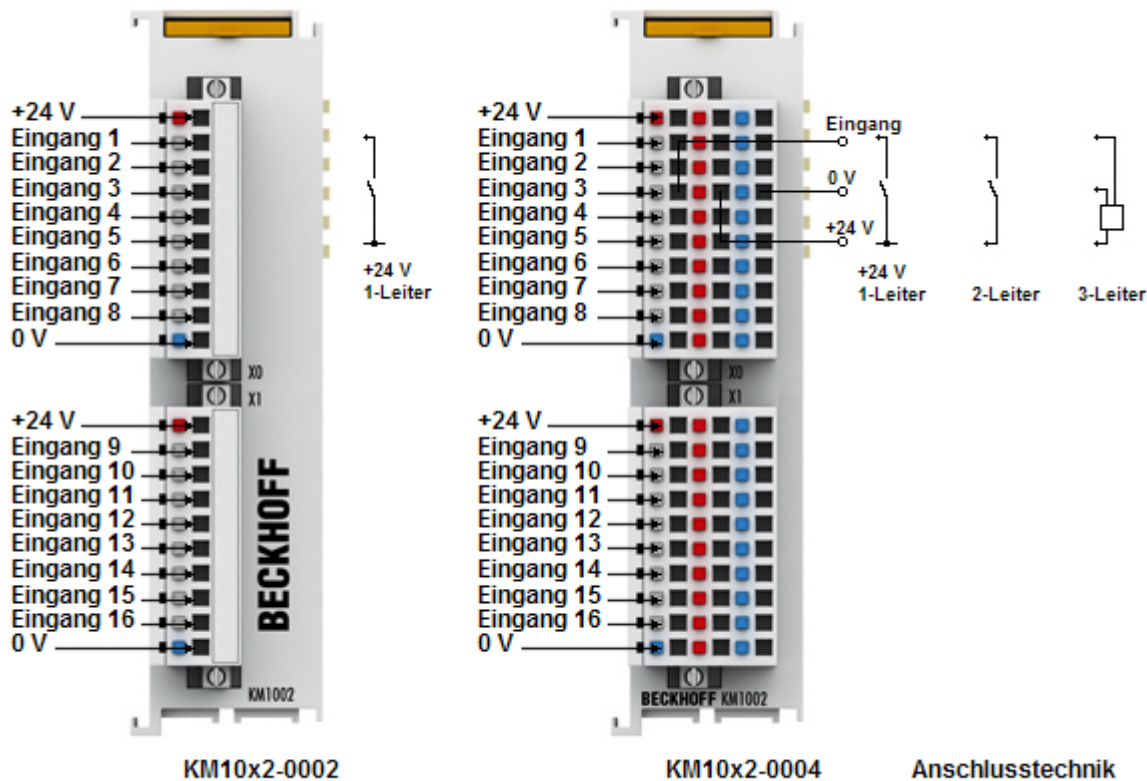 +24 V
Eingang 1
Eingang 2
Eingang 3
Eingang 4
Eingang 5
Eingang 6
Eingang 7
Eingang 8
0 V
X0
X1
+24 V
Eingang 9
Eingang 10
Eingang 11
Eingang 12
Eingang 13
Eingang 14
Eingang 15
Eingang 16
0 V
BECKHOFF
KM1002
+24 V
1-Leiter
KM10x2-0002
+24 V
Eingang 1
Eingang 2
Eingang 3
Eingang 4
Eingang 5
Eingang 6
Eingang 7
Eingang 8
0 V
X0
X1
+24 V
Eingang 9
Eingang 10
Eingang 11
Eingang 12
Eingang 13
Eingang 14
Eingang 15
Eingang 16
0 V
BECKHOFF KM1002
KM10x2-0004
Eingang
0 V
+24 V
+24 V
1-Leiter
2-Leiter
3-Leiter
Anschlusstechnik